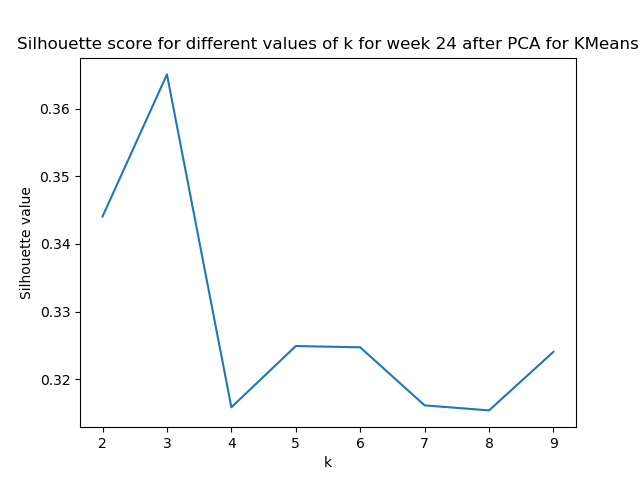 Silhouette score for different values of k for week 24 after PCA for KMeans
0.36
0.35
0.34
0.33
0.32
Silhouette value
2 3 4 5 6 7 8 9
k